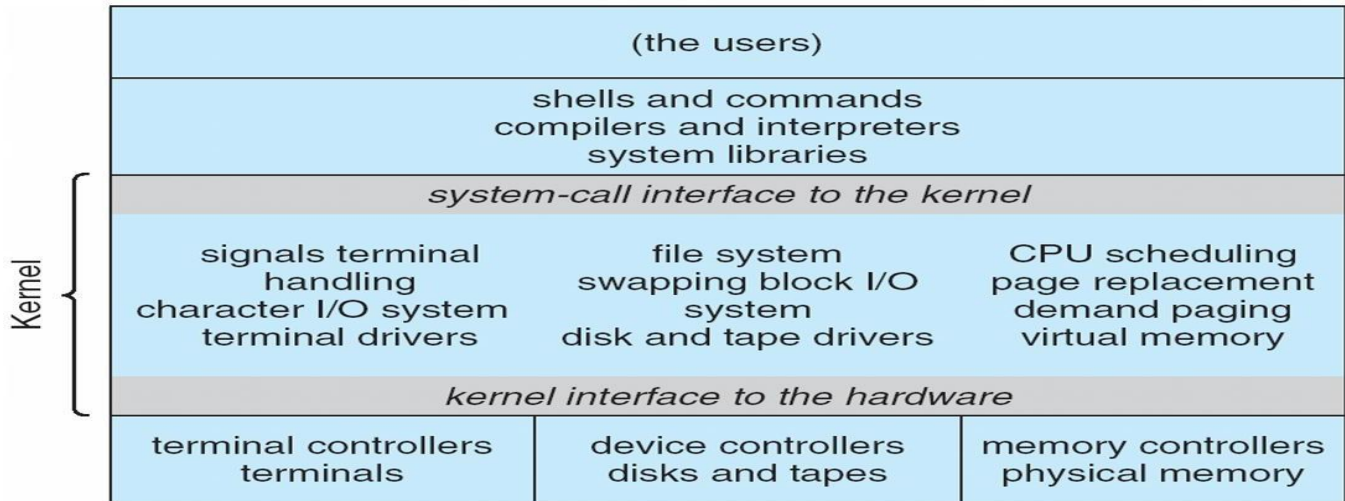 (the users)
shells and commands
compilers and interpreters
system libraries
system-call interface to the kernel
Kernel
signals terminal
handling
character I/O system
terminal drivers
file system
swapping block I/O
system
disk and tape drivers
CPU scheduling
page replacement
demand paging
virtual memory
kernel interface to the hardware
terminal controllers
terminals
device controllers
disks and tapes
memory controllers
physical memory